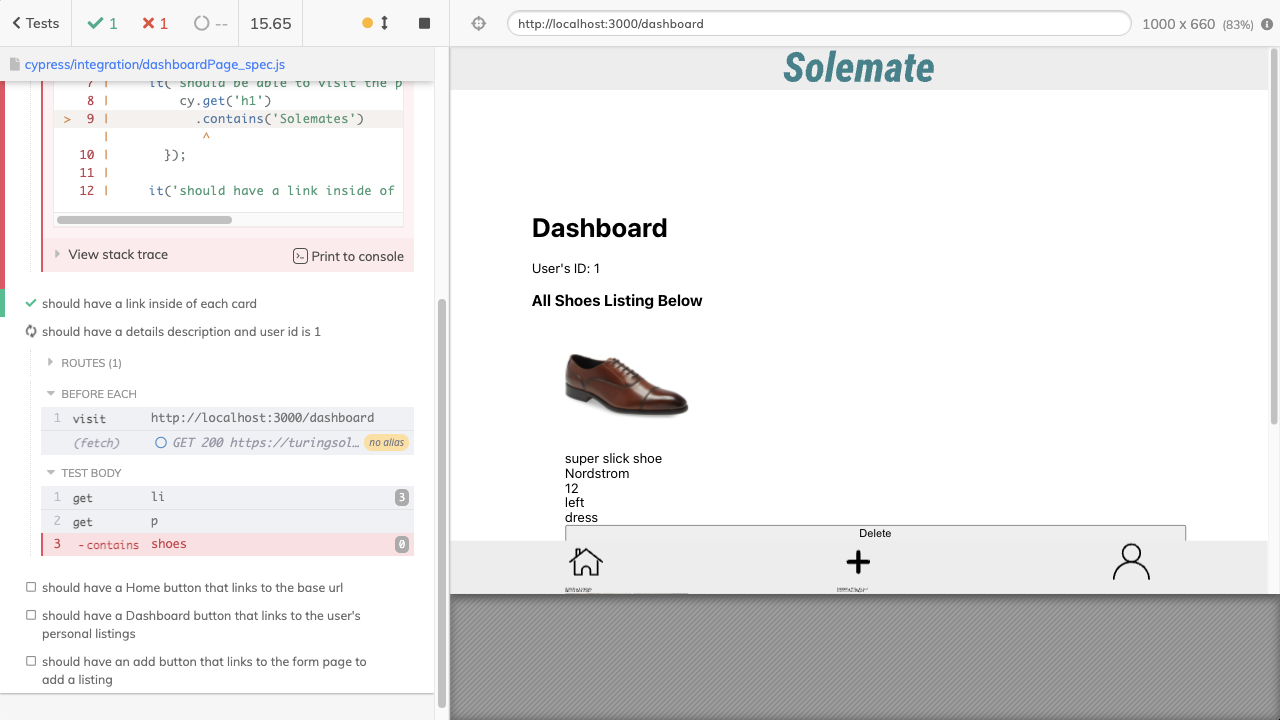 Tests
1
1
--
15.65
http://localhost:3000/dashboard
1000 x 660 (83%)
cypress/integration/dashboardPage_spec.js
7 | it('should be able to visit the p
8 | cy.get('h1')
> 9 | .contains('Solemates')
| ^
10 | });
11 |
12 | it('should have a link inside of
View stack trace
Print to console
should have a link inside of each card
should have a details description and user id is 1
ROUTES (1)
BEFORE EACH
1 visit http://localhost:3000/dashboard
(fetch) GET 200 https://turingsol… no alias
TEST BODY
1 get li 3
2 get p
3 -contains shoes 0
should have a Home button that links to the base url
should have a Dashboard button that links to the user's
personal listings
should have an add button that links to the form page to
add a listing
Solemate
Dashboard
User's ID: 1
All Shoes Listing Below
super slick shoe
Nordstrom
12
left
dress
Delete